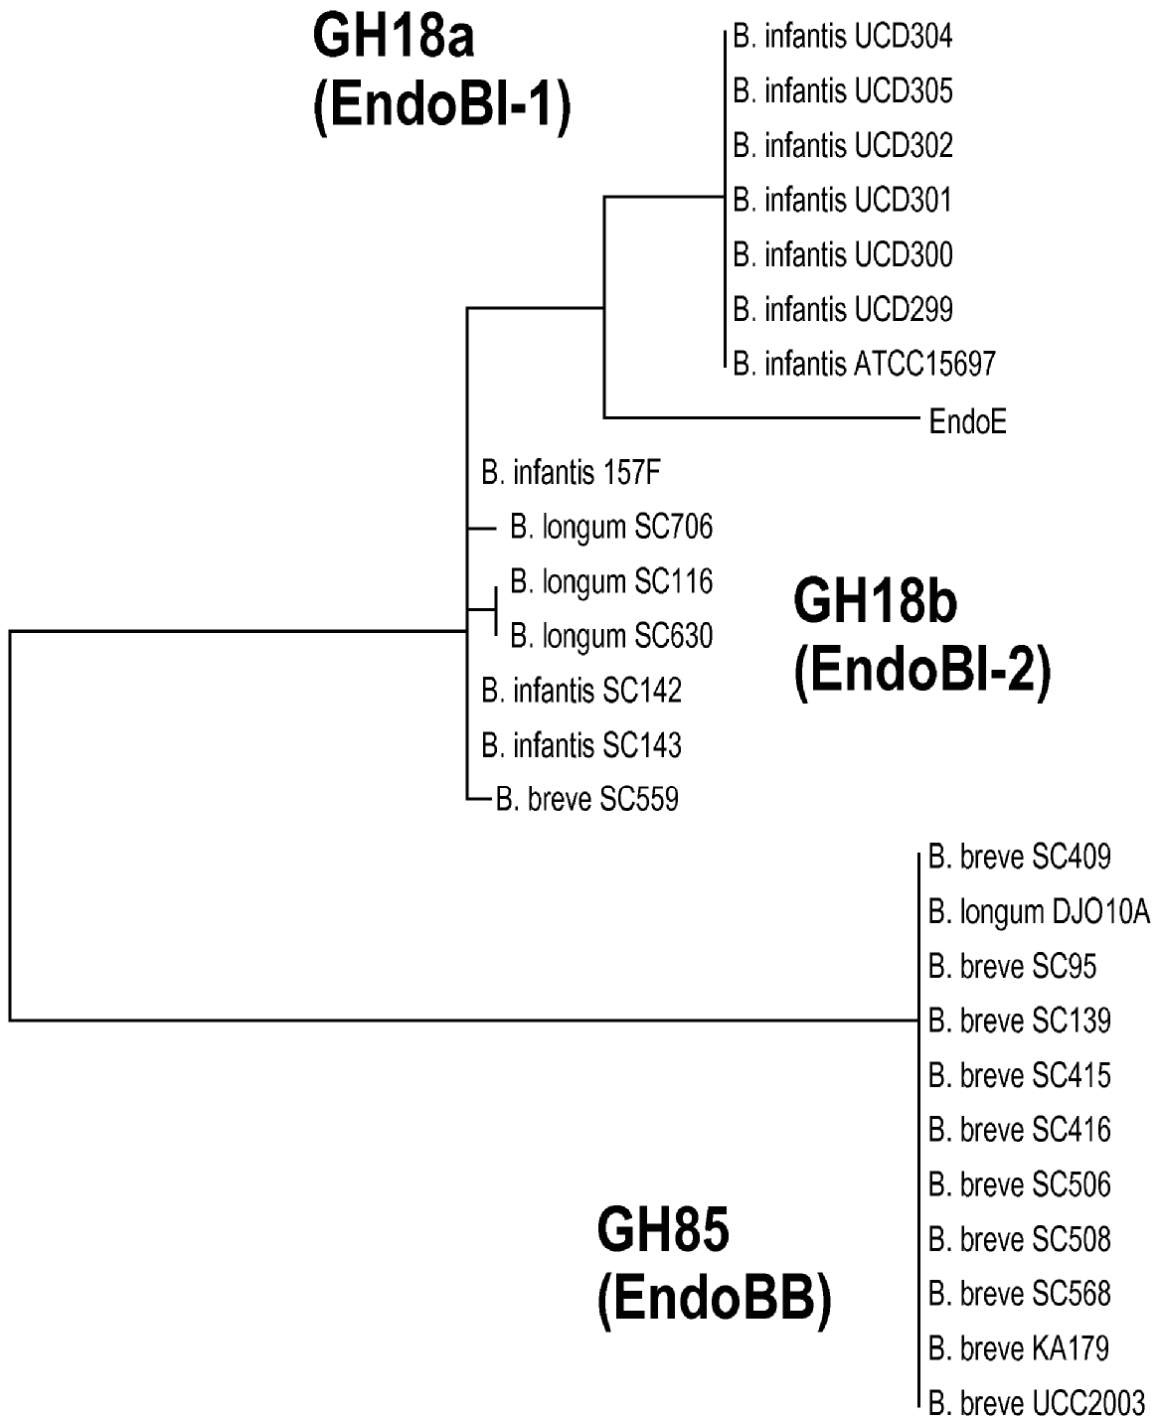 GH18a
(EndoBI-1)
B. infantis UCD304
B. infantis UCD305
B. infantis UCD302
B. infantis UCD301
B. infantis UCD300
B. infantis UCD299
B. infantis ATCC15697
EndoE
B. infantis 157F
B. longum SC706
B. longum SC116
B. longum SC630
GH18b
(EndoBI-2)
B. infantis SC142
B. infantis SC143
B. breve SC559
B. breve SC409
B. longum DJO10A
B. breve SC95
B. breve SC139
B. breve SC415
B. breve SC416
B. breve SC506
GH85
(EndoBB)
B. breve SC508
B. breve SC568
B. breve KA179
B. breve UCC2003